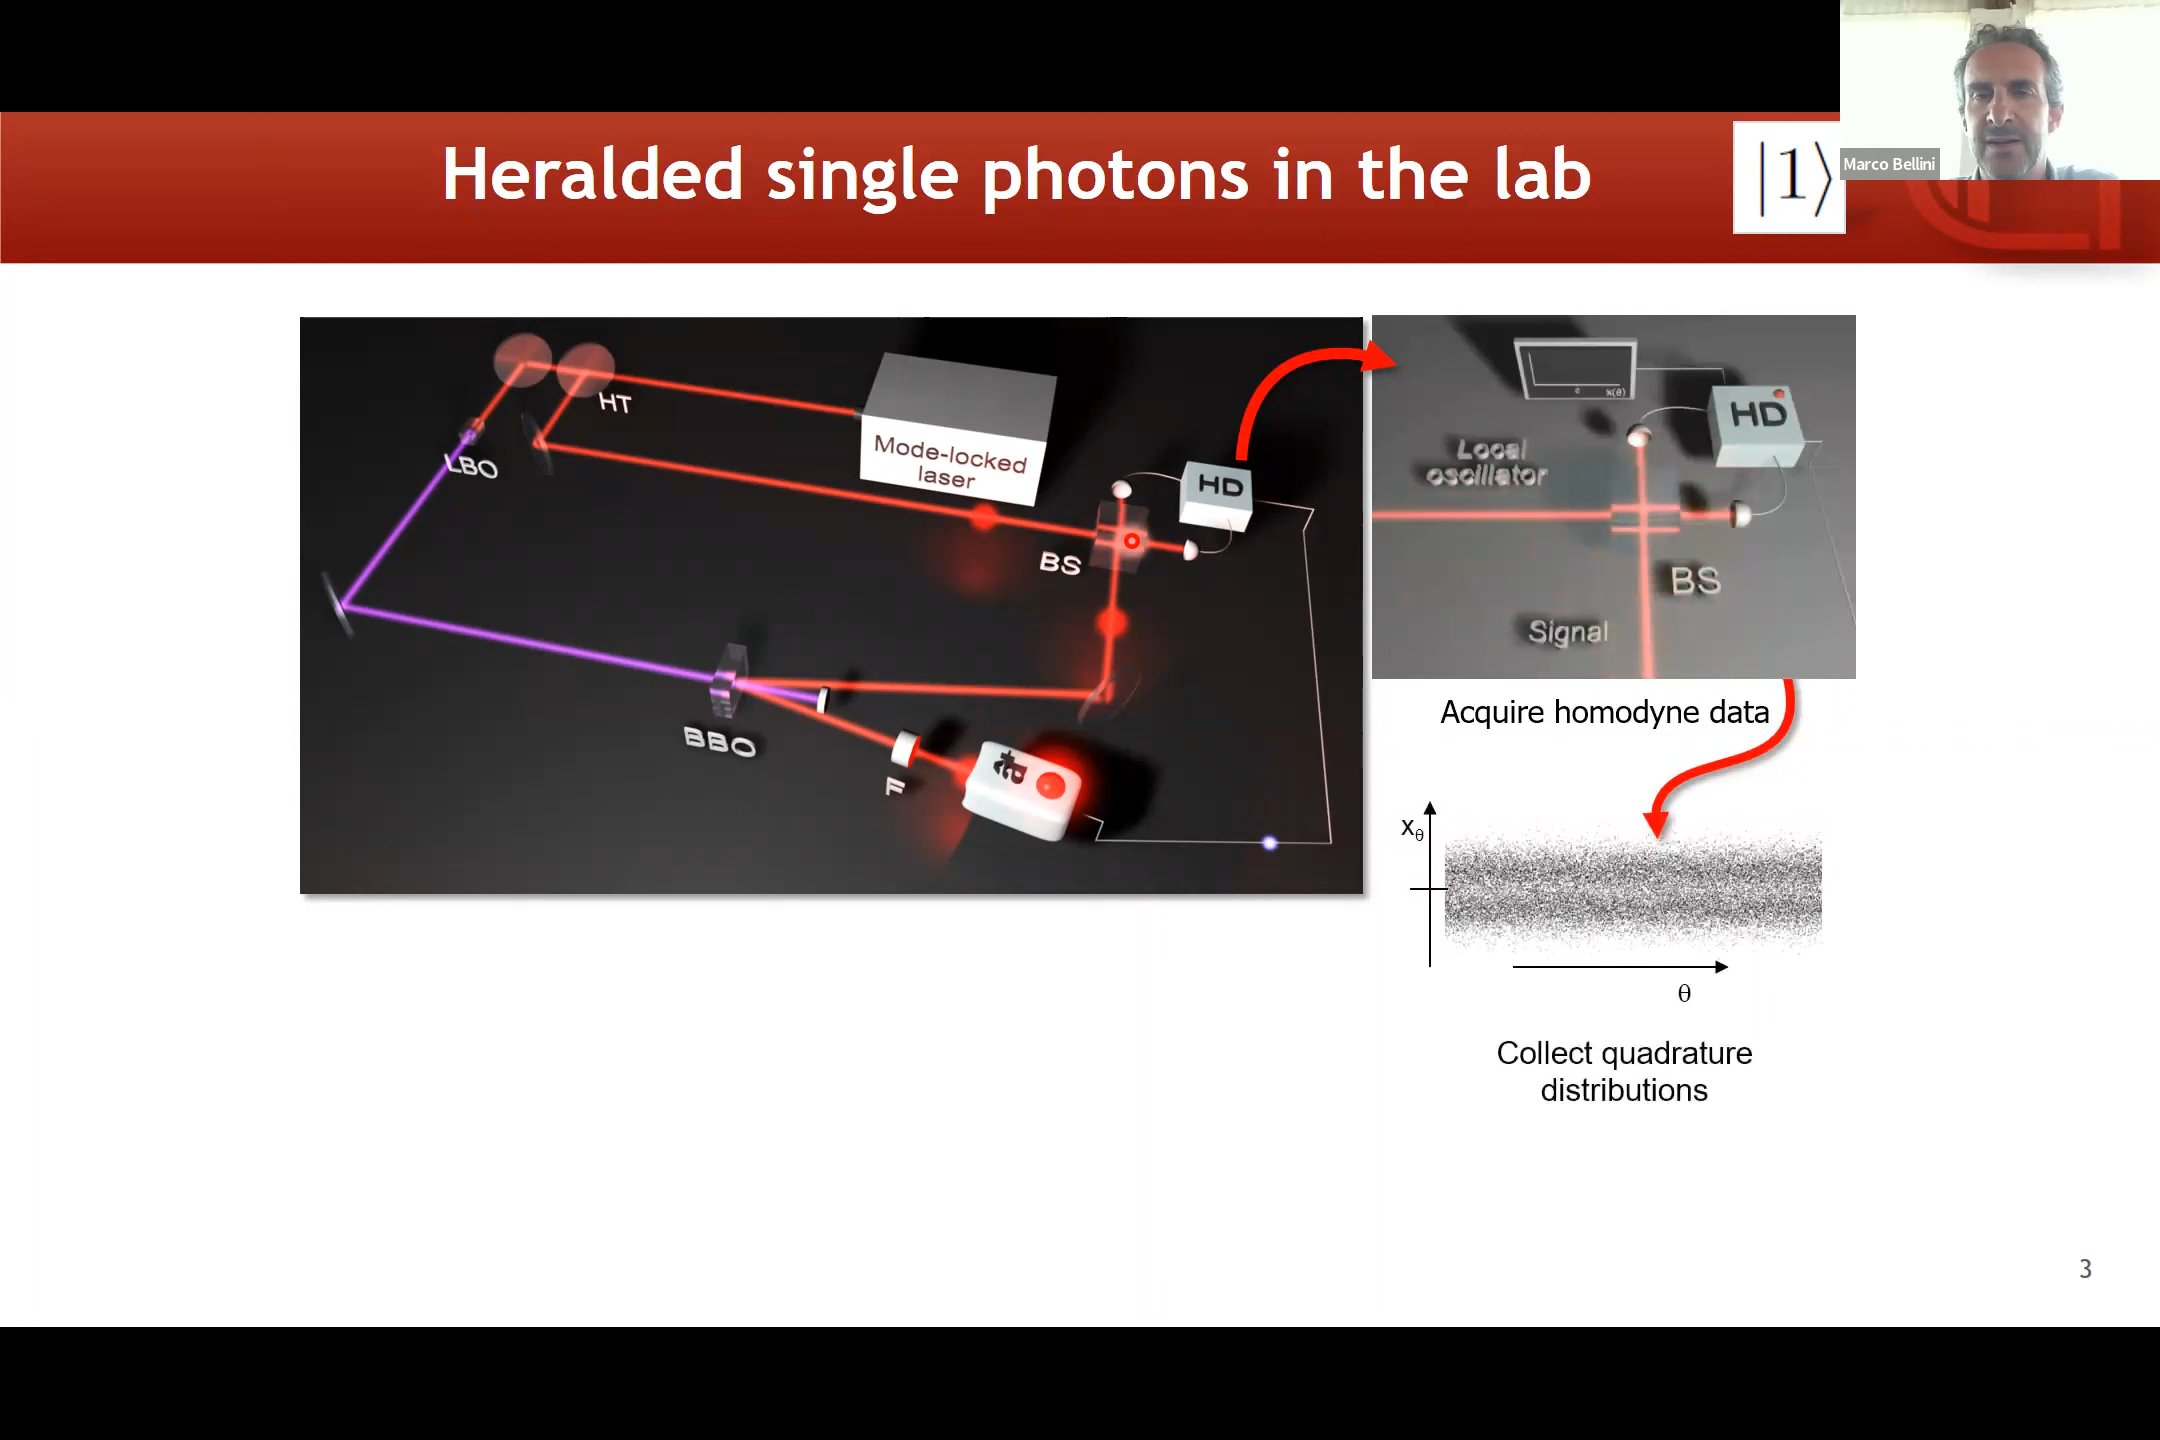 Heralded single photons in the lab
|1⟩
Marco Bellini
HT
LBO
Mode-locked
laser
HD
BS
BBO
F
HD
Local
oscillator
BS
Signal
x(θ)
Acquire homodyne data
xθ
θ
Collect quadrature
distributions
3